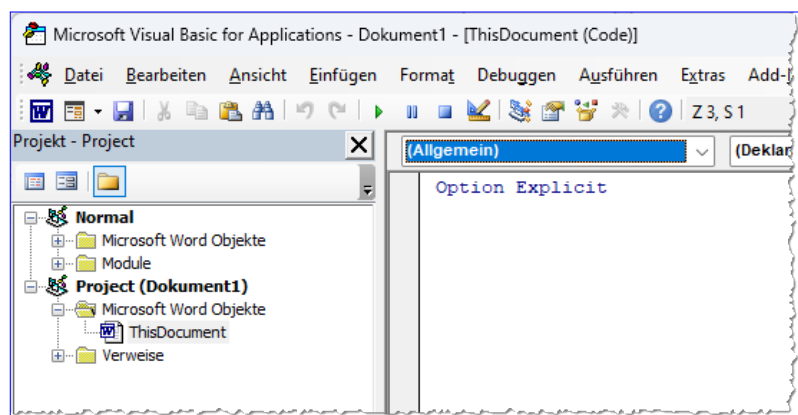 Microsoft Visual Basic for Applications - Dokument1 - [ThisDocument (Code)]
Datei Bearbeiten Ansicht Einfügen Format Debuggen Ausführen Extras Add-
Z 3, S 1
Projekt - Project
(Allgemein) (Deklar
Option Explicit
Normal
Microsoft Word Objekte
Module
Project (Dokument1)
Microsoft Word Objekte
ThisDocument
Verweise